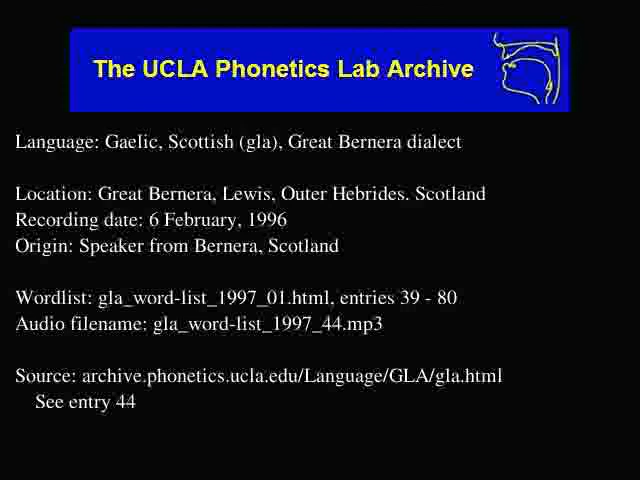 The UCLA Phonetics Lab Archive
Language: Gaelic, Scottish (gla), Great Bernera dialect
Location: Great Bernera, Lewis, Outer Hebrides. Scotland
Recording date: 6 February, 1996
Origin: Speaker from Bernera, Scotland
Wordlist: gla_word-list_1997_01.html, entries 39 - 80
Audio filename: gla_word-list_1997_44.mp3
Source: archive.phonetics.ucla.edu/Language/GLA/gla.html
See entry 44